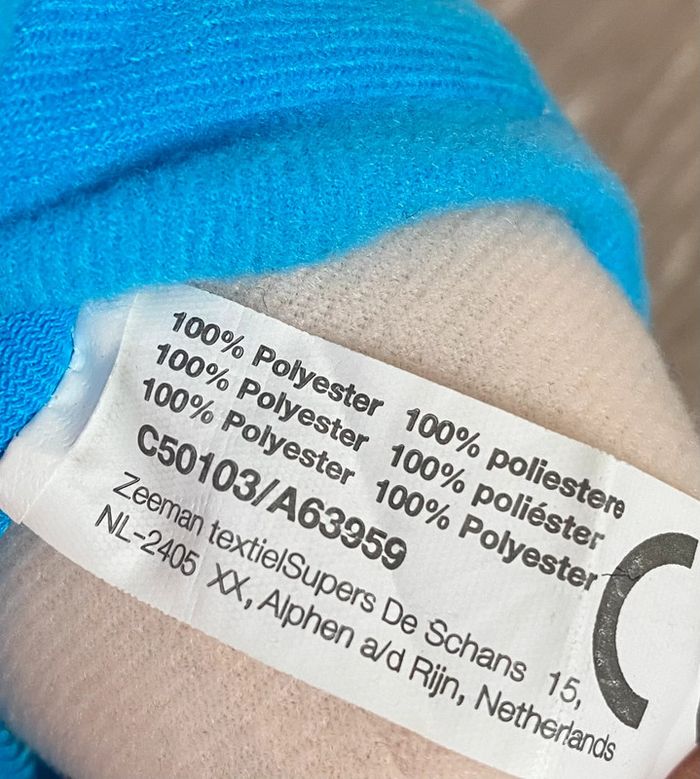 100% Polyester 100% poliestere
100% Polyester 100% poliéster
100% Polyester 100% Polyester
C50103/A63959
Zeeman textielSupers De Schans 15,
NL-2405 XX, Alphen a/d Rijn, Netherlands
C